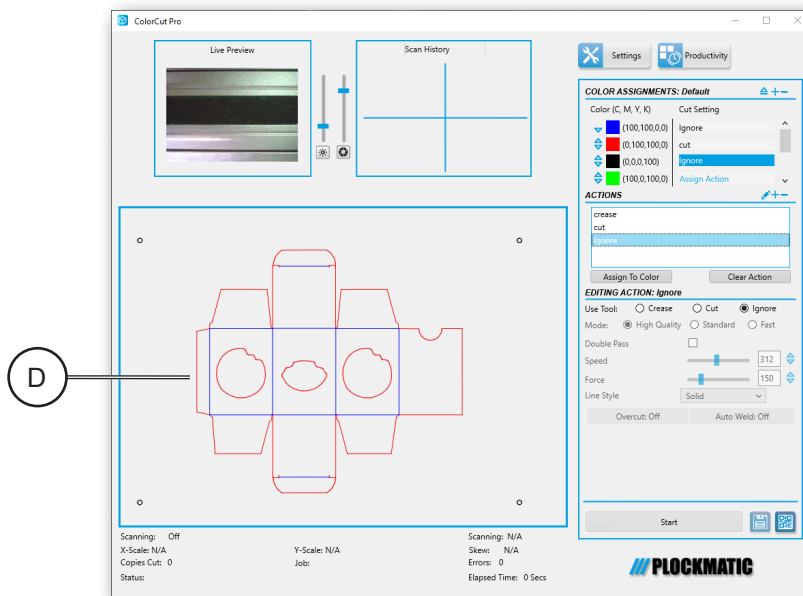 ColorCut Pro
Live Preview
Scan History
Settings
Productivity
COLOR ASSIGNMENTS: Default
Color (C, M, Y, K) Cut Setting
(100,100,0,0) Ignore
(0,100,100,0) cut
(0,0,0,100) Ignore
(100,0,100,0) Assign Action
ACTIONS
crease
cut
Ignore
Assign To Color Clear Action
EDITING ACTION: Ignore
Use Tool: Crease Cut Ignore
Mode: High Quality Standard Fast
Double Pass
Speed 312
Force 150
Line Style Solid
Overcut: Off Auto Weld: Off
Start
D
Scanning: Off Scanning: N/A
X-Scale: N/A Y-Scale: N/A Skew: N/A
Copies Cut: 0 Job: Errors: 0
Status: Elapsed Time: 0 Secs
PLOCKMATIC